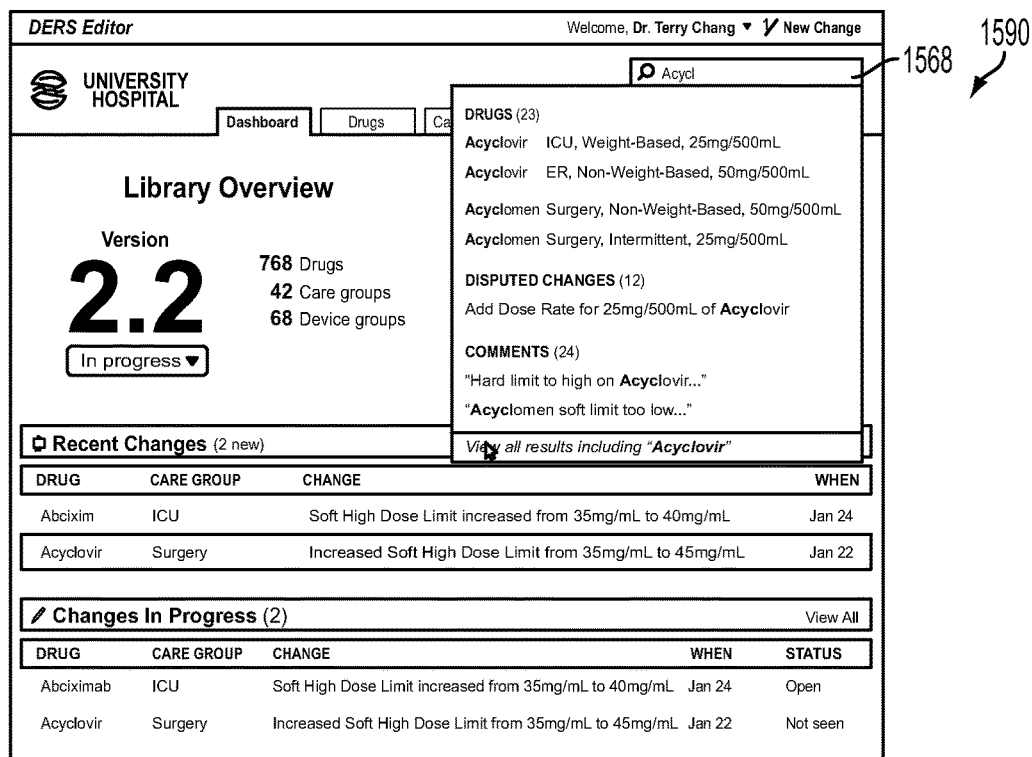 DERS Editor
Welcome, Dr. Terry Chang ▼ New Change
1590
1568
Acycl
UNIVERSITY
HOSPITAL
Dashboard
Drugs
Ca
DRUGS (23)
Acyclovir ICU, Weight-Based, 25mg/500mL
Acyclovir ER, Non-Weight-Based, 50mg/500mL
Acyclomen Surgery, Non-Weight-Based, 50mg/500mL
Acyclomen Surgery, Intermittent, 25mg/500mL
DISPUTED CHANGES (12)
Add Dose Rate for 25mg/500mL of Acyclovir
COMMENTS (24)
"Hard limit to high on Acyclovir..."
"Acyclomen soft limit too low..."
View all results including "Acyclovir"
Library Overview
Version
2.2
In progress ▼
768 Drugs
42 Care groups
68 Device groups
Recent Changes (2 new)
DRUG CARE GROUP CHANGE WHEN
Abcixim ICU Soft High Dose Limit increased from 35mg/mL to 40mg/mL Jan 24
Acyclovir Surgery Increased Soft High Dose Limit from 35mg/mL to 45mg/mL Jan 22
Changes In Progress (2) View All
DRUG CARE GROUP CHANGE WHEN STATUS
Abciximab ICU Soft High Dose Limit increased from 35mg/mL to 40mg/mL Jan 24 Open
Acyclovir Surgery Increased Soft High Dose Limit from 35mg/mL to 45mg/mL Jan 22 Not seen